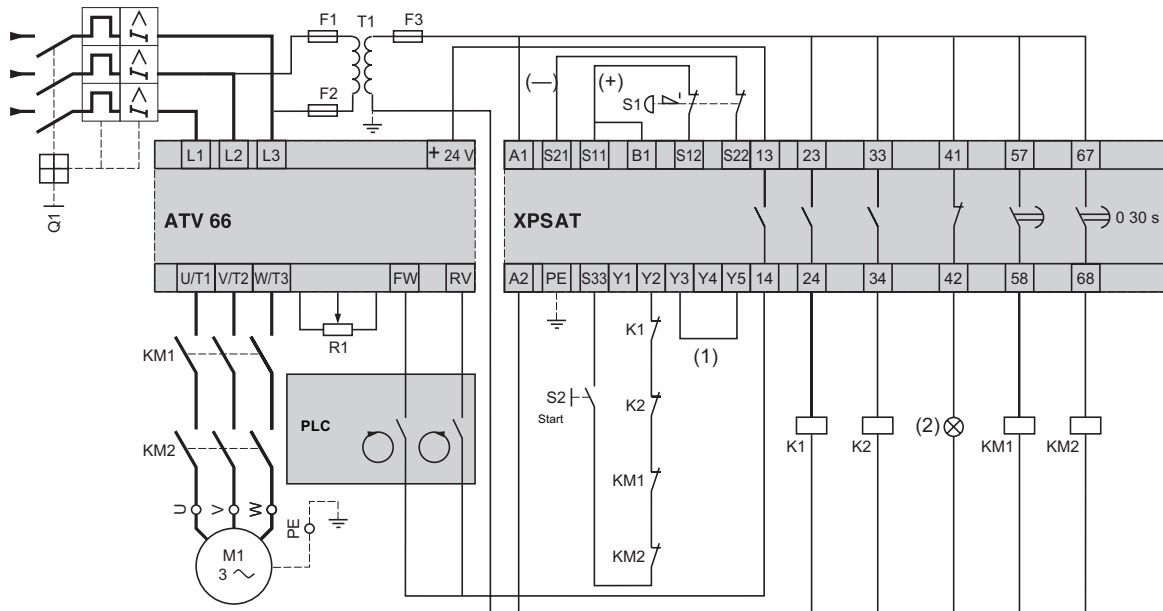 F1 T1 F3
F2
(—) (+)
S1
L1 L2 L3 + 24 V
A1 S21 S11 B1 S12 S22 13 23 33 41 57 67
Q1
ATV 66
XPSAT
0 30 s
U/T1 V/T2 W/T3 FW RV
A2 PE S33 Y1 Y2 Y3 Y4 Y5 14 24 34 42 58 68
R1
K1
(1)
KM1
S2
Start
K2
PLC
K1 K2 (2) KM1 KM2
KM2
KM1
U V W PE
KM2
M1
3